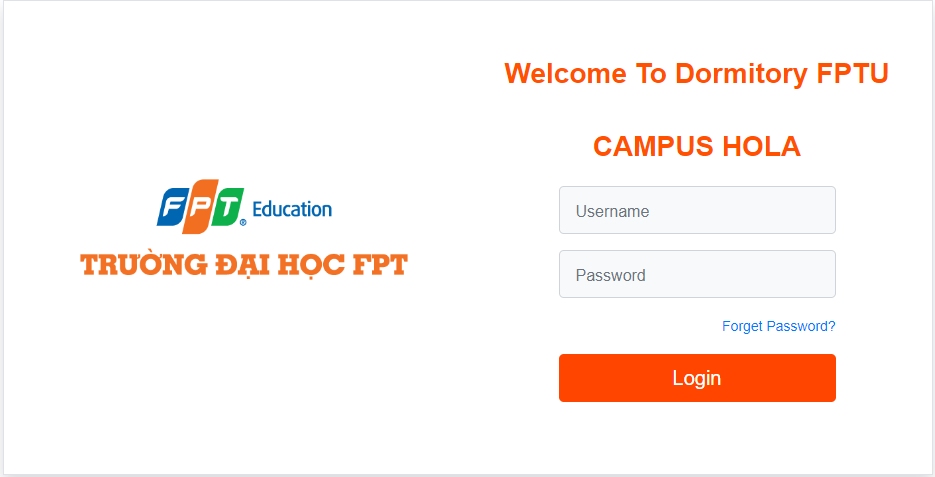 FPT® Education
TRƯỜNG ĐẠI HỌC FPT
Welcome To Dormitory FPTU
CAMPUS HOLA
Username
Password
Forget Password?
Login